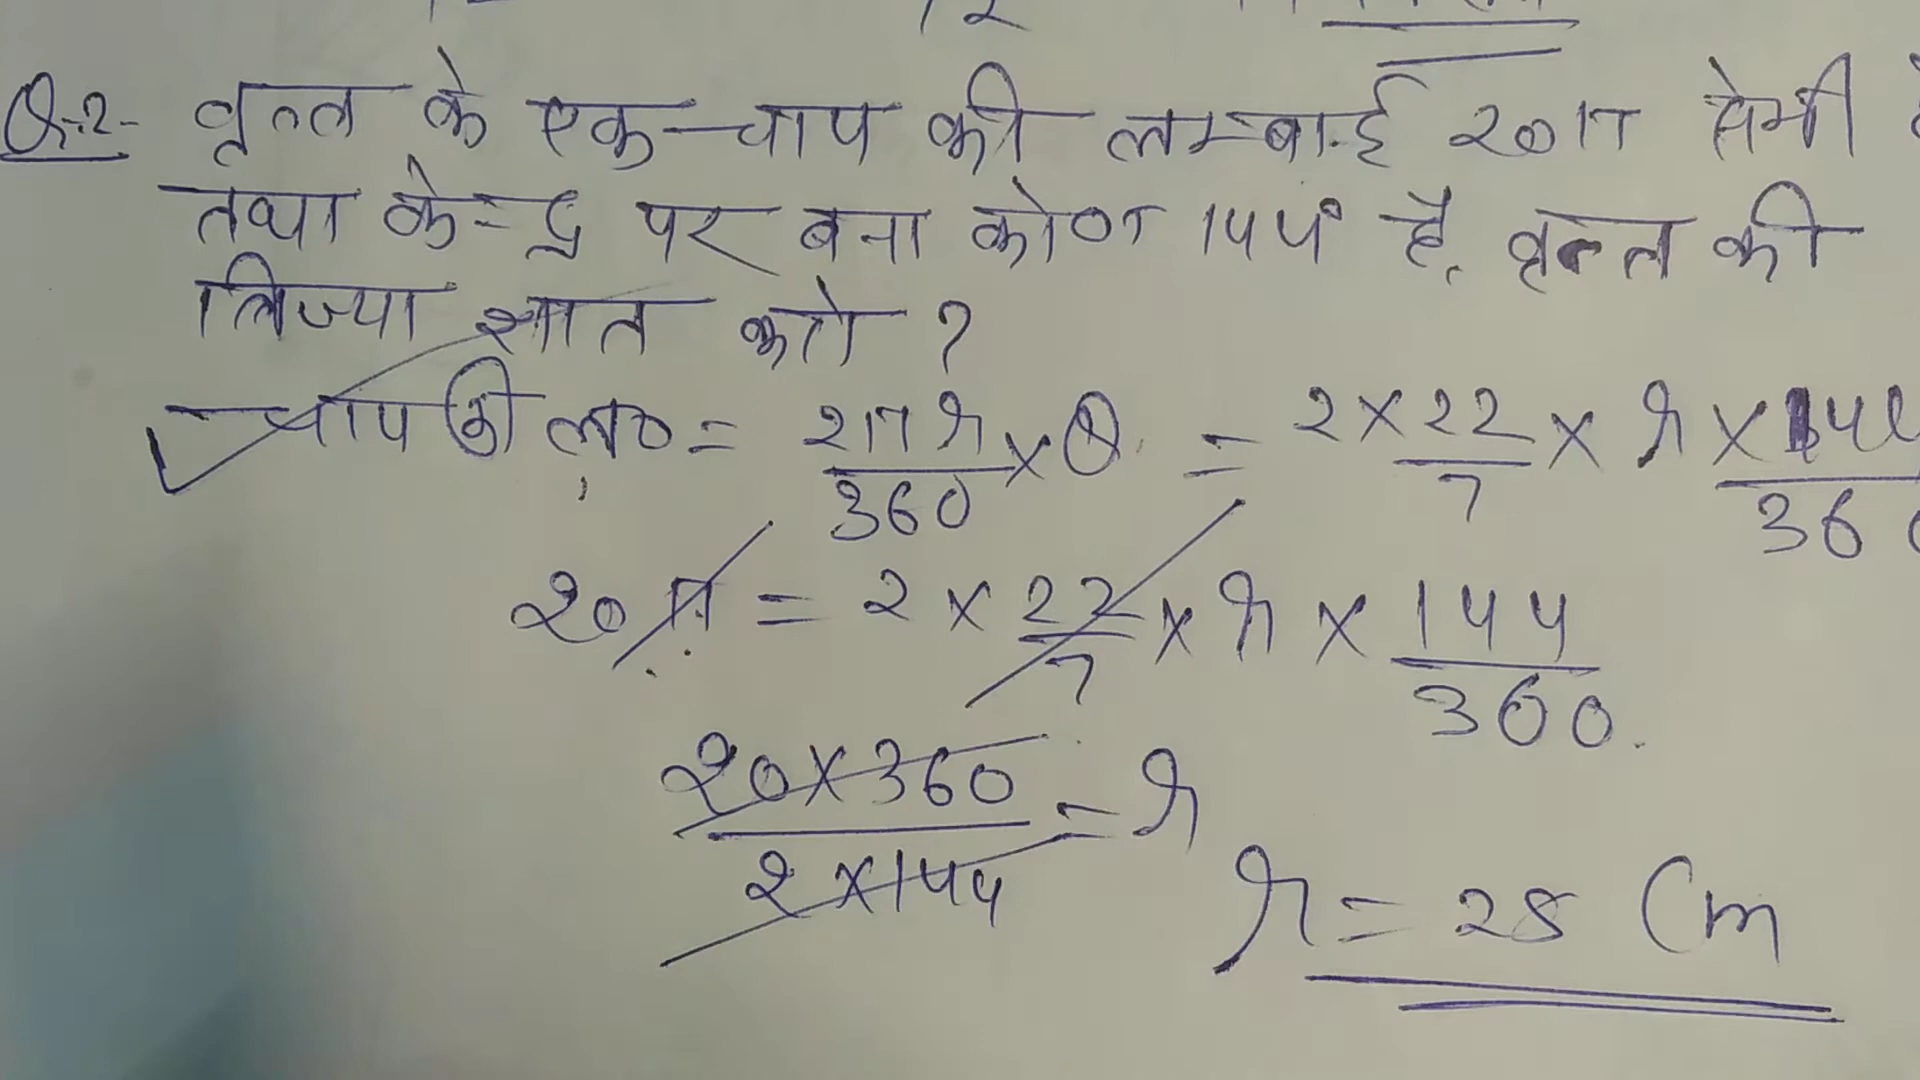 Q.2- वृत्त के एक चाप की लम्बाई 20π सेमी
तथा केन्द्र पर बना कोण 144° है, वृत्त की
त्रिज्या ज्ञात करो ?
चाप की ल० = 2πr/360 × θ = 2 × 22/7 × r × 144/360
20π = 2 × 22/7 × r × 144/360.
20×360/2×144 = r
r = 25 Cm